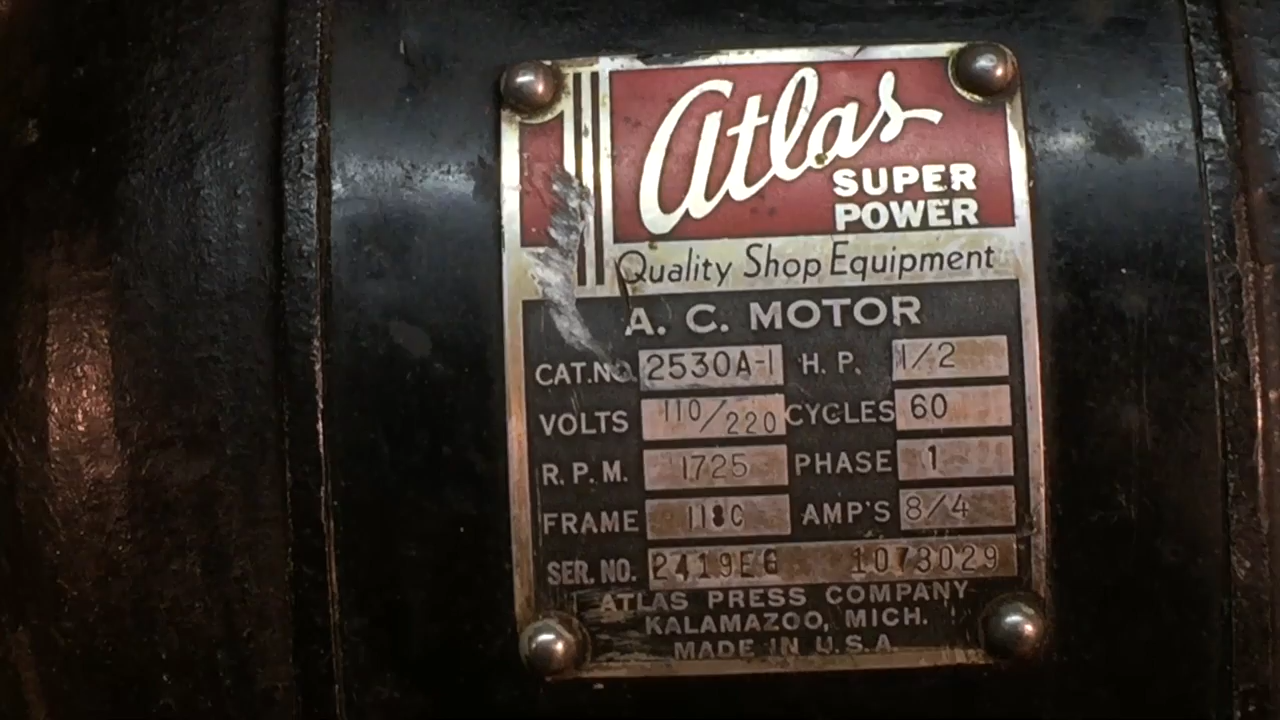 Atlas
SUPER
POWER
Quality Shop Equipment
A. C. MOTOR
CAT.NO. 2530A-1 H. P. 1/2
VOLTS 110/220 CYCLES 60
R. P. M. 1725 PHASE 1
FRAME 118C AMP'S 8/4
SER. NO. 2419EG 1073029
ATLAS PRESS COMPANY
KALAMAZOO, MICH.
MADE IN U.S.A.